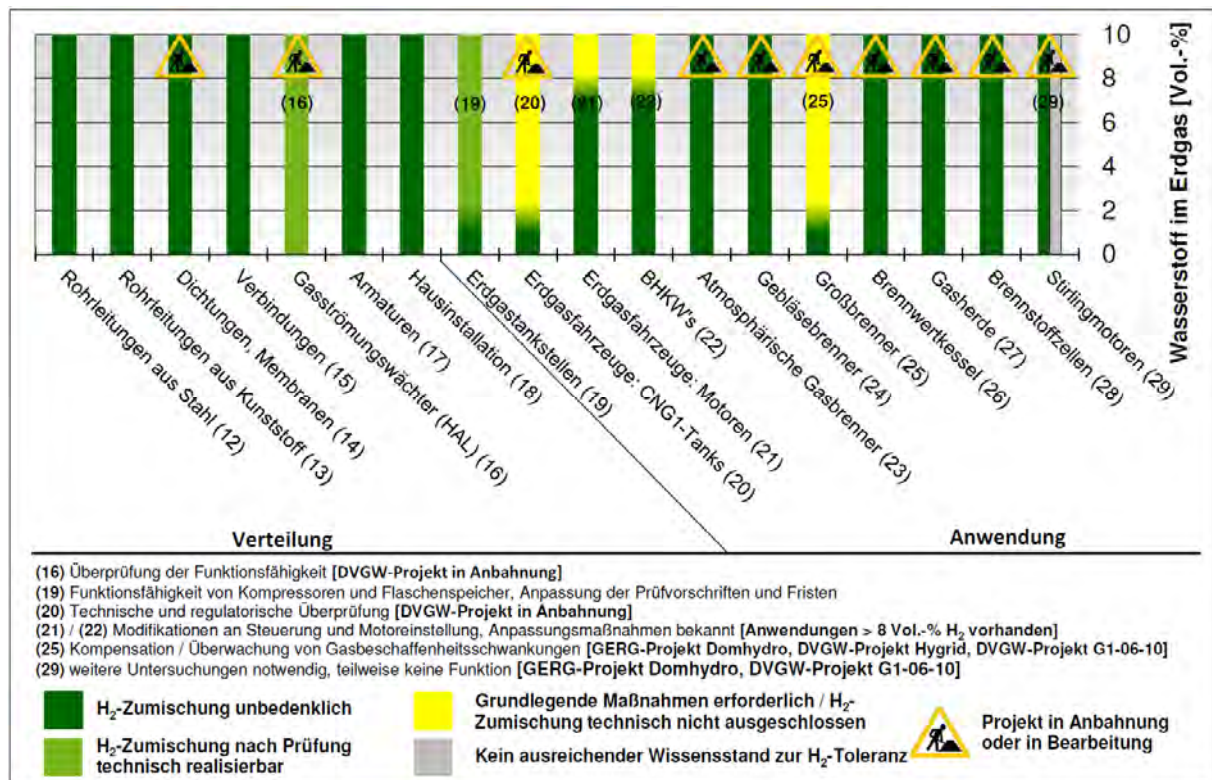 10
8
6
4
2
0
Wasserstoff im Erdgas [Vol.-%]
(16)
(19)
(20)
(21)
(22)
(25)
(29)
Rohrleitungen aus Stahl (12)
Rohrleitungen aus Kunststoff (13)
Dichtungen, Membranen (14)
Verbindungen (15)
Gasströmungswächter (HAL) (16)
Armaturen (17)
Hausinstallation (18)
Erdgastankstellen (19)
Erdgasfahrzeuge: CNG1-Tanks (20)
Erdgasfahrzeuge: Motoren (21)
BHKW's (22)
Atmosphärische Gasbrenner (23)
Gebläsebrenner (24)
Großbrenner (25)
Brennwertkessel (26)
Gasherde (27)
Brennstoffzellen (28)
Stirlingmotoren (29)
Verteilung
Anwendung
(16) Überprüfung der Funktionsfähigkeit [DVGW-Projekt in Anbahnung]
(19) Funktionsfähigkeit von Kompressoren und Flaschenspeicher, Anpassung der Prüfvorschriften und Fristen
(20) Technische und regulatorische Überprüfung [DVGW-Projekt in Anbahnung]
(21) / (22) Modifikationen an Steuerung und Motoreinstellung, Anpassungsmaßnahmen bekannt [Anwendungen > 8 Vol.-% H₂ vorhanden]
(25) Kompensation / Überwachung von Gasbeschaffenheitsschwankungen [GERG-Projekt Domhydro, DVGW-Projekt Hygrid, DVGW-Projekt G1-06-10]
(29) weitere Untersuchungen notwendig, teilweise keine Funktion [GERG-Projekt Domhydro, DVGW-Projekt G1-06-10]
H₂-Zumischung unbedenklich
H₂-Zumischung nach Prüfung
technisch realisierbar
Grundlegende Maßnahmen erforderlich / H₂-
Zumischung technisch nicht ausgeschlossen
Kein ausreichender Wissensstand zur H₂-Toleranz
Projekt in Anbahnung
oder in Bearbeitung